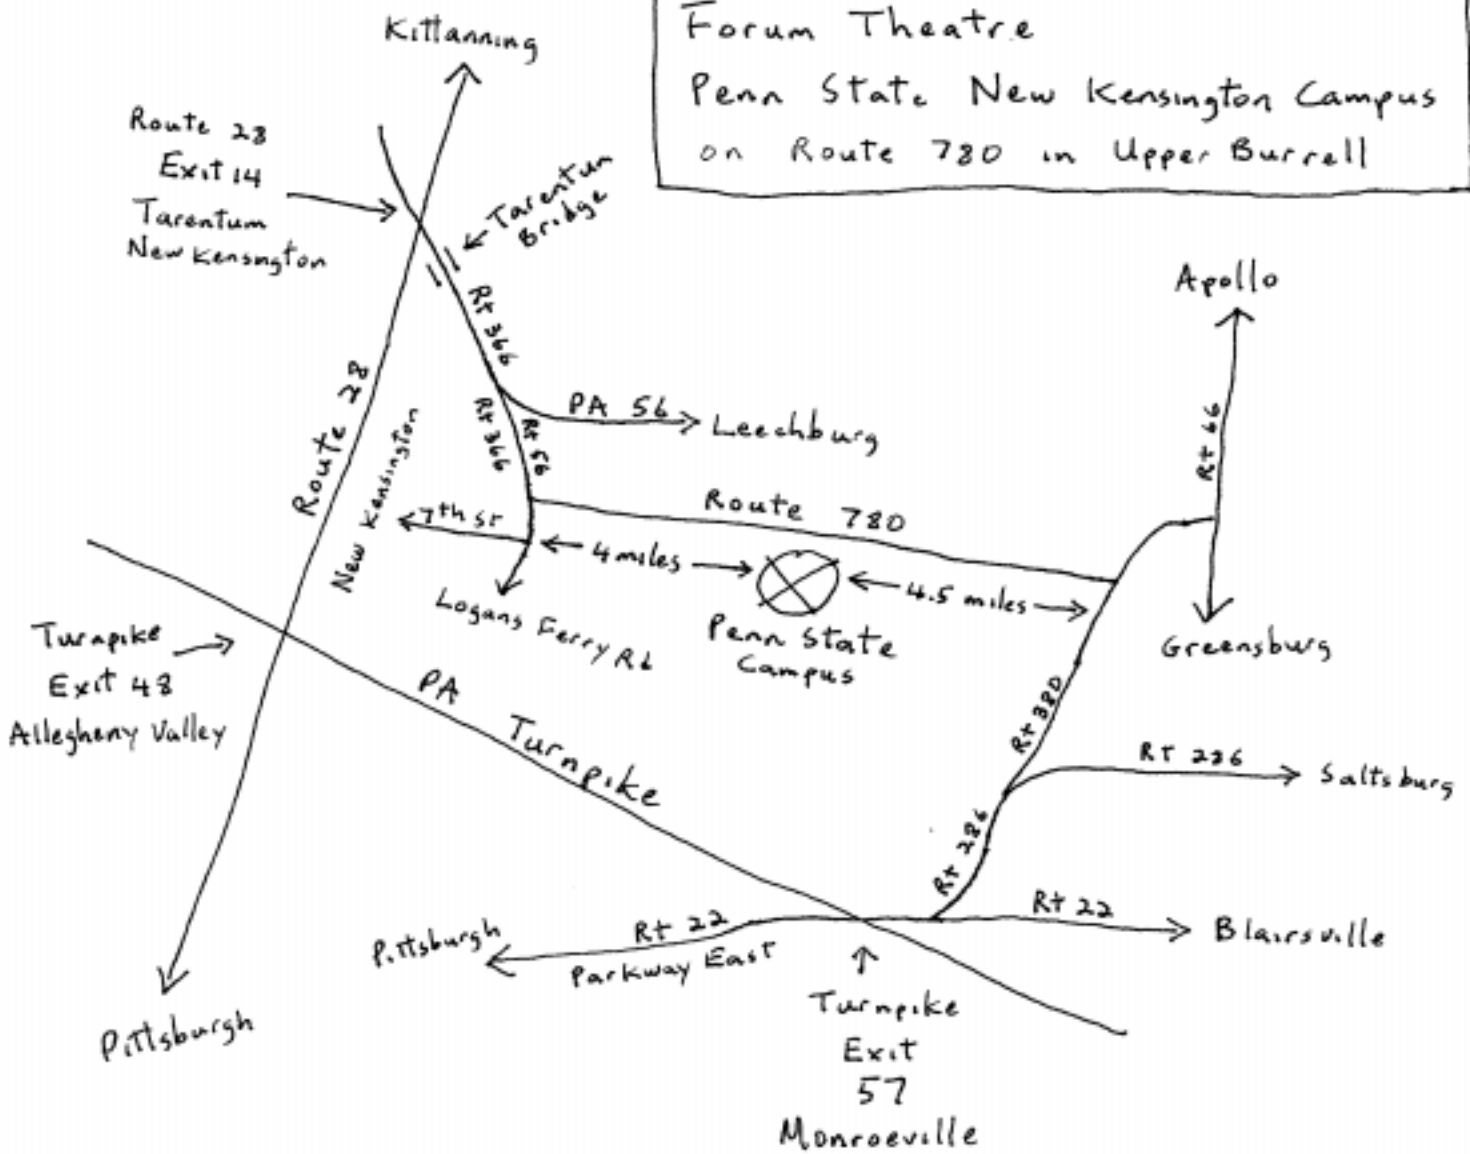 Kittanning
Forum Theatre
Penn State New Kensington Campus
on Route 780 in Upper Burrell
Route 28
Exit 14
Tarentum
New Kensington
Tarentum
Bridge
Rt 366
Apollo
Route 28
PA 56
Leechburg
Rt 366
Rt 56
Rt 66
New Kensington
7th St
Route 780
4 miles
4.5 miles
Logans Ferry Rd
Penn State
Campus
Greensburg
Turnpike
Exit 48
Allegheny Valley
PA Turnpike
Rt 380
Rt 286
Saltsburg
Rt 286
Rt 22
Blairsville
Pittsburgh
Rt 22
Parkway East
Pittsburgh
Turnpike
Exit
57
Monroeville